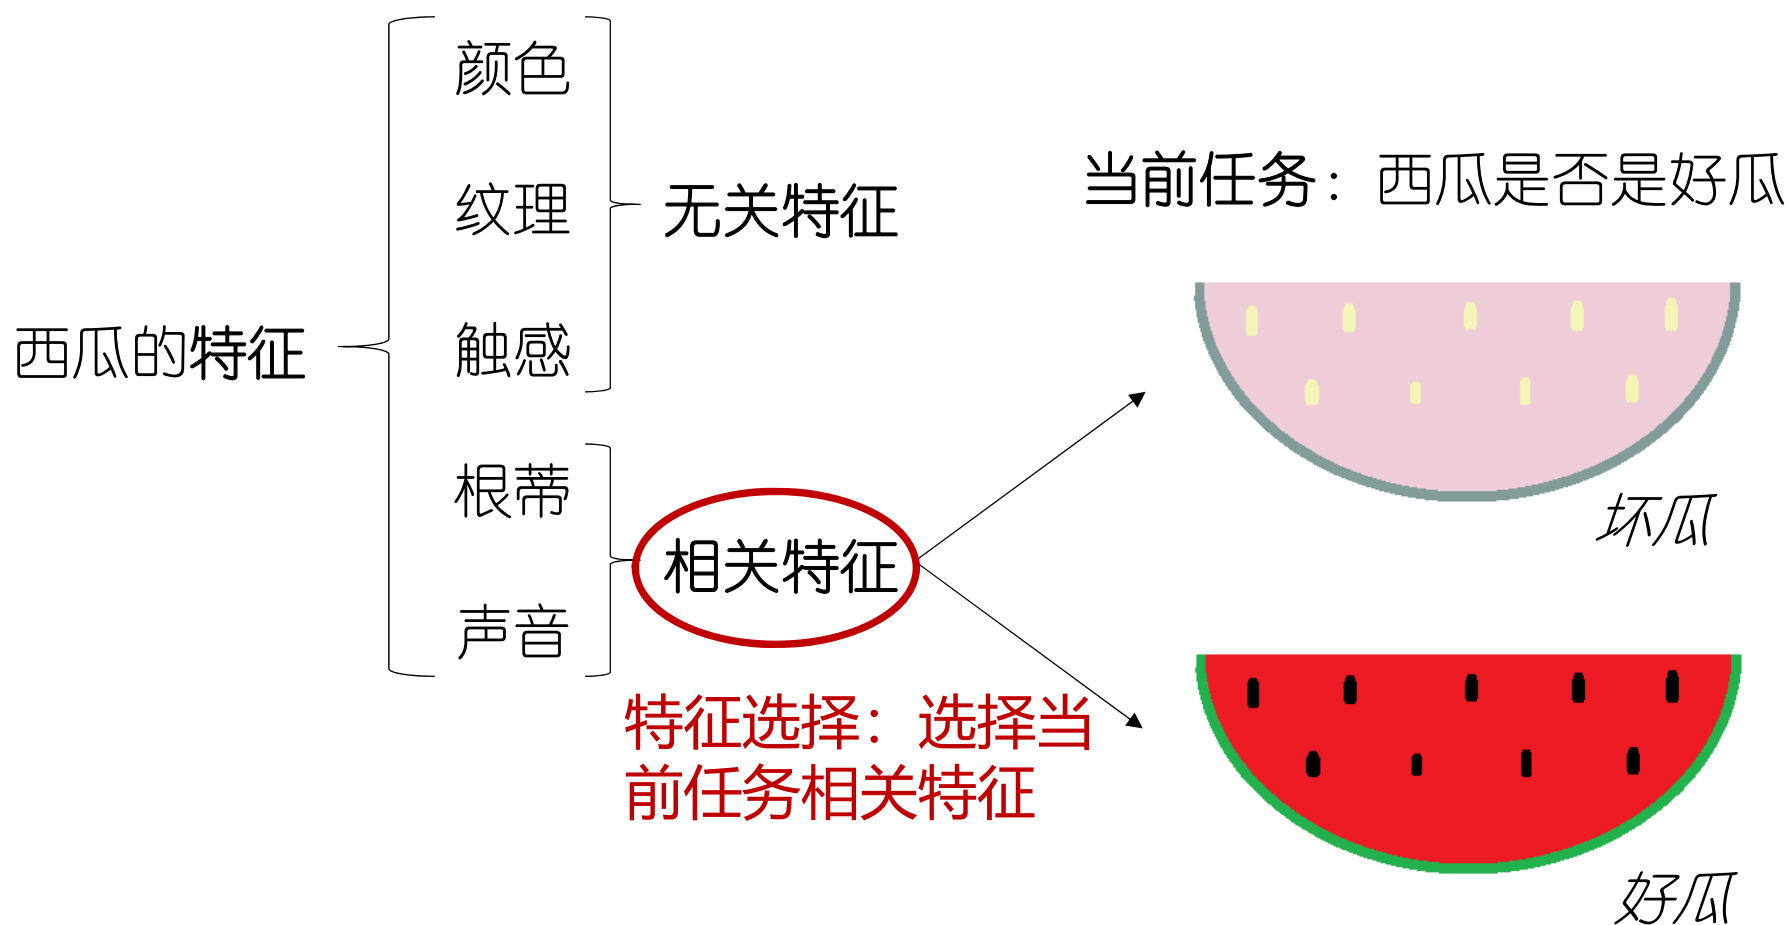 西瓜的特征
颜色
纹理
触感
根蒂
声音
无关特征
相关特征
特征选择：选择当
前任务相关特征
当前任务：西瓜是否是好瓜
坏瓜
好瓜